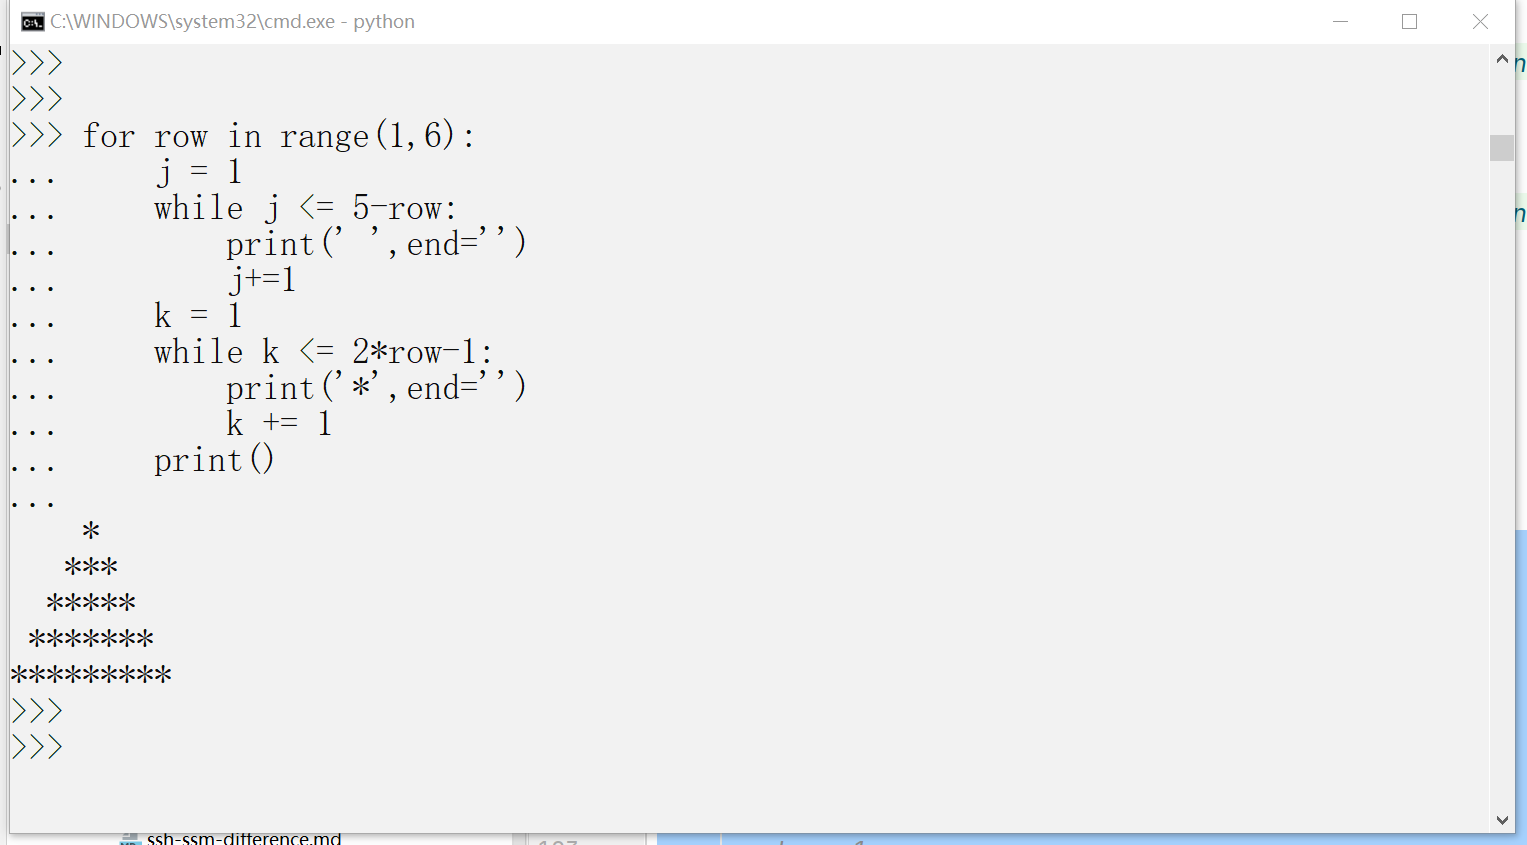 C:\WINDOWS\system32\cmd.exe - python
>>>
>>>
>>> for row in range(1,6):
...     j = 1
...     while j <= 5-row:
...         print(' ',end='')
...         j+=1
...     k = 1
...     while k <= 2*row-1:
...         print('*',end='')
...         k += 1
...     print()
...
    *
   ***
  *****
 *******
*********
>>>
>>>
n
n
ssh-ssm-difference.md